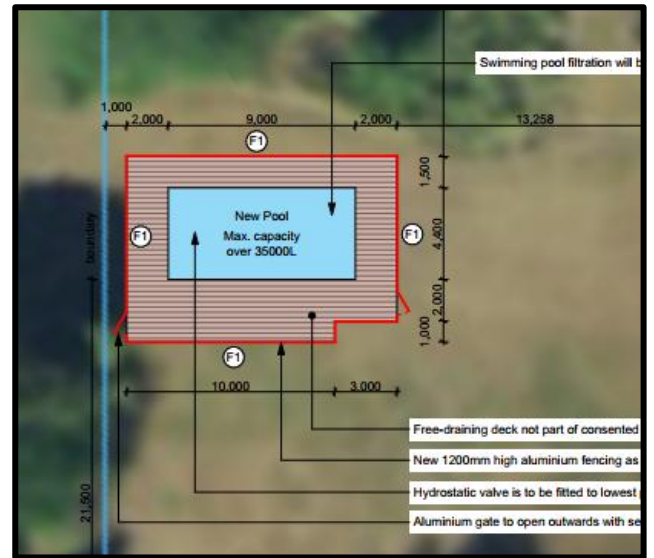 Swimming pool filtration will b
1,000
2,000
9,000
2,000
13,258
F1
1,500
New Pool
Max. capacity
over 35000L
F1
F1
4,400
boundary
2,000
1,000
F1
10,000
3,000
Free-draining deck not part of consented
New 1200mm high aluminium fencing as
Hydrostatic valve is to be fitted to lowest
21,500
Aluminium gate to open outwards with se